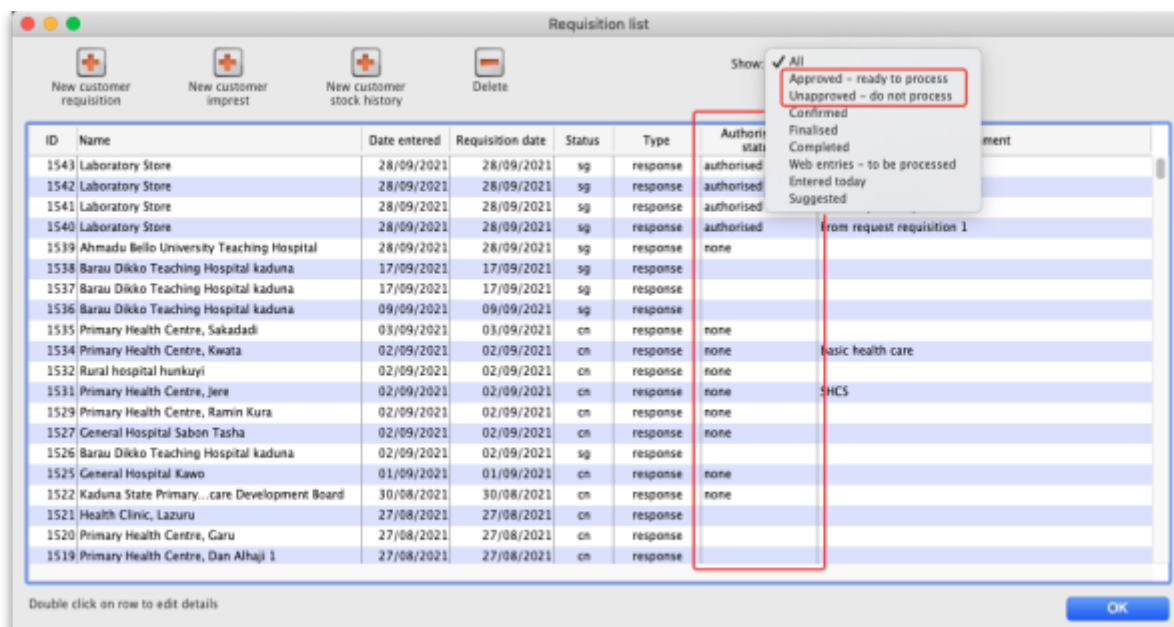 Requisition list
New customer requisition
New customer imprest
New customer stock history
Delete
Show: ✓ All
Approved - ready to process
Unapproved - do not process
Confirmed
Finalised
Completed
Web entries - to be processed
Entered today
Suggested
ID Name Date entered Requisition date Status Type
1543 Laboratory Store 28/09/2021 28/09/2021 sg response authorised
1542 Laboratory Store 28/09/2021 28/09/2021 sg response authorised
1541 Laboratory Store 28/09/2021 28/09/2021 sg response authorised
1540 Laboratory Store 28/09/2021 28/09/2021 sg response authorised From request requisition 1
1539 Ahmadu Bello University Teaching Hospital 28/09/2021 28/09/2021 sg response none
1538 Barau Dikko Teaching Hospital kaduna 17/09/2021 17/09/2021 sg response
1537 Barau Dikko Teaching Hospital kaduna 17/09/2021 17/09/2021 sg response
1536 Barau Dikko Teaching Hospital kaduna 09/09/2021 09/09/2021 sg response
1535 Primary Health Centre, Sakadadi 03/09/2021 03/09/2021 cn response none
1534 Primary Health Centre, Kwata 02/09/2021 02/09/2021 cn response none basic health care
1532 Rural hospital hunkuyi 02/09/2021 02/09/2021 cn response none
1531 Primary Health Centre, Jere 02/09/2021 02/09/2021 cn response none SHCS
1529 Primary Health Centre, Ramin Kura 02/09/2021 02/09/2021 cn response none
1527 General Hospital Sabon Tasha 02/09/2021 02/09/2021 cn response none
1526 Barau Dikko Teaching Hospital kaduna 02/09/2021 02/09/2021 sg response
1525 General Hospital Kawo 01/09/2021 01/09/2021 cn response none
1522 Kaduna State Primary...care Development Board 30/08/2021 30/08/2021 cn response none
1521 Health Clinic, Lazuru 27/08/2021 27/08/2021 cn response
1520 Primary Health Centre, Garu 27/08/2021 27/08/2021 cn response
1519 Primary Health Centre, Dan Alhaji 1 27/08/2021 27/08/2021 cn response
Double click on row to edit details
OK